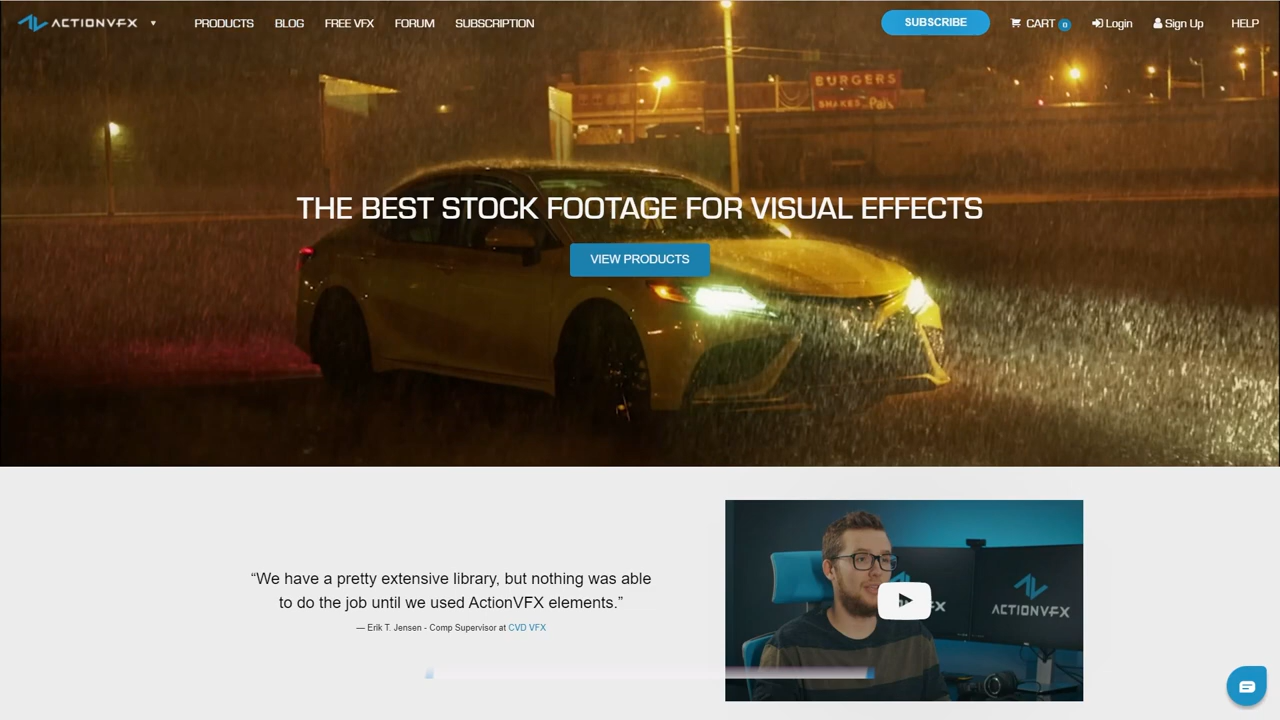 ACTIONVFX
PRODUCTS
BLOG
FREE VFX
FORUM
SUBSCRIPTION
SUBSCRIBE
CART 0
Login
Sign Up
HELP
BURGERS
SHAKES
THE BEST STOCK FOOTAGE FOR VISUAL EFFECTS
VIEW PRODUCTS
“We have a pretty extensive library, but nothing was able
to do the job until we used ActionVFX elements.”
— Erik T. Jensen - Comp Supervisor at CVD VFX
ACTIONVFX